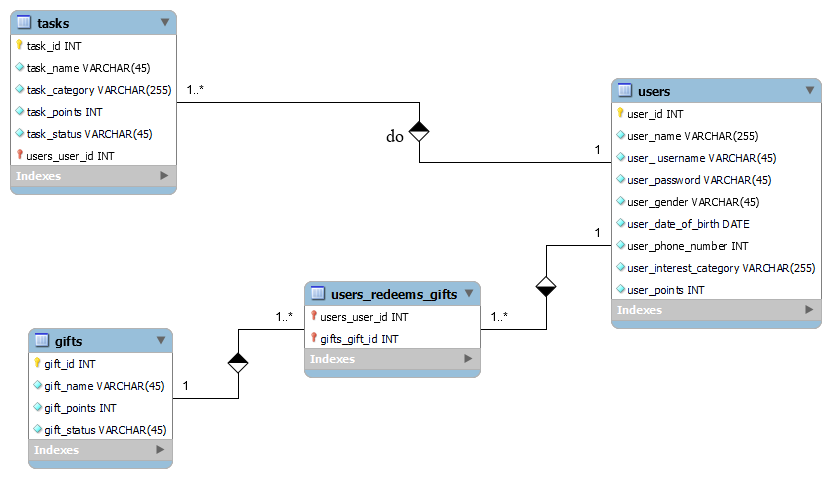 tasks
task_id INT
task_name VARCHAR(45)
task_category VARCHAR(255)
task_points INT
task_status VARCHAR(45)
users_user_id INT
Indexes
1..*
do
1
users
user_id INT
user_name VARCHAR(255)
user_ username VARCHAR(45)
user_password VARCHAR(45)
user_gender VARCHAR(45)
user_date_of_birth DATE
user_phone_number INT
user_interest_category VARCHAR(255)
user_points INT
Indexes
1
users_redeems_gifts
users_user_id INT
gifts_gift_id INT
Indexes
1..*
1..*
gifts
gift_id INT
gift_name VARCHAR(45)
gift_points INT
gift_status VARCHAR(45)
Indexes
1